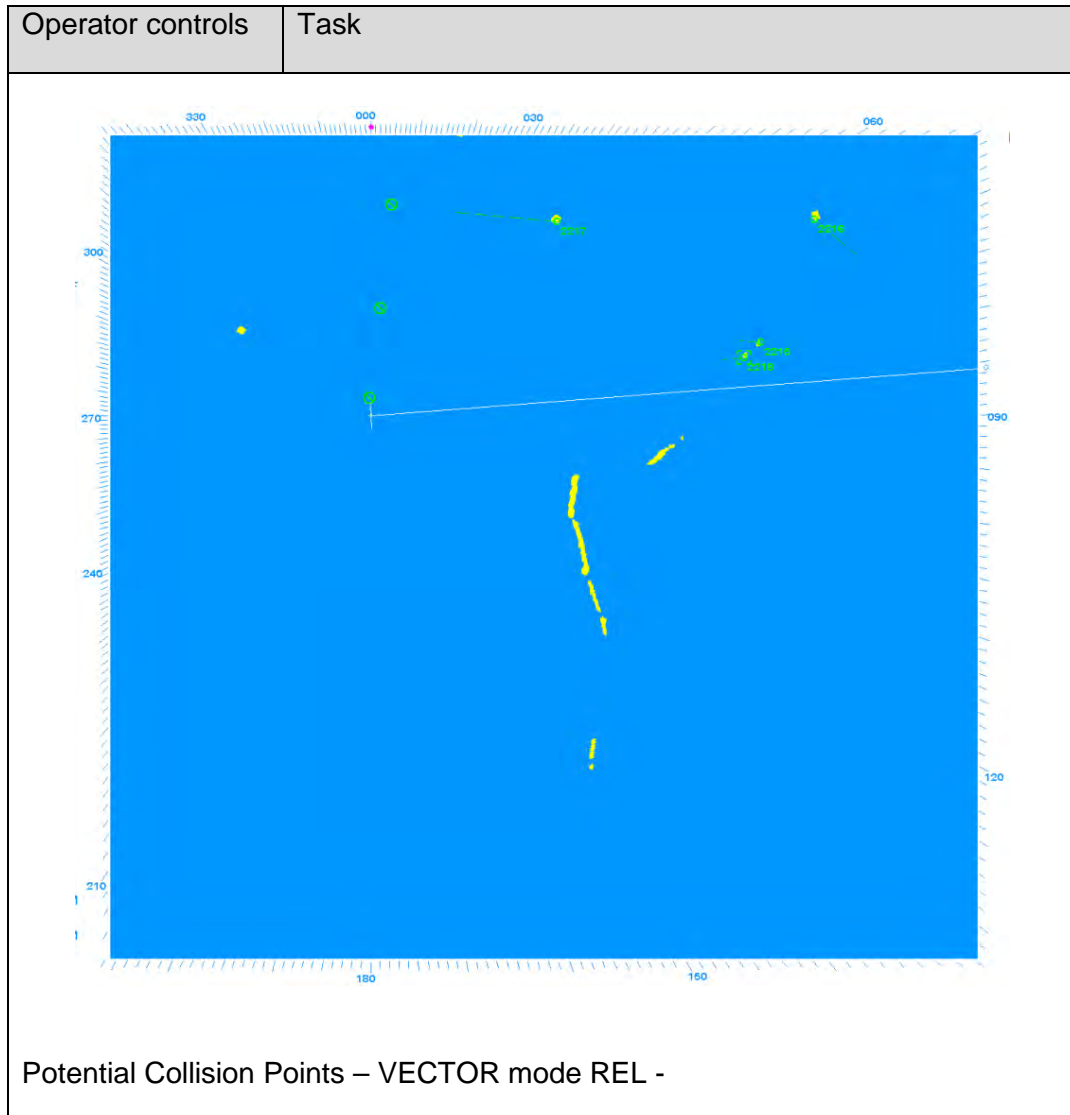 Operator controls Task
330 000 030 060
300
270 090
240
120
210
180 150
Potential Collision Points – VECTOR mode REL -